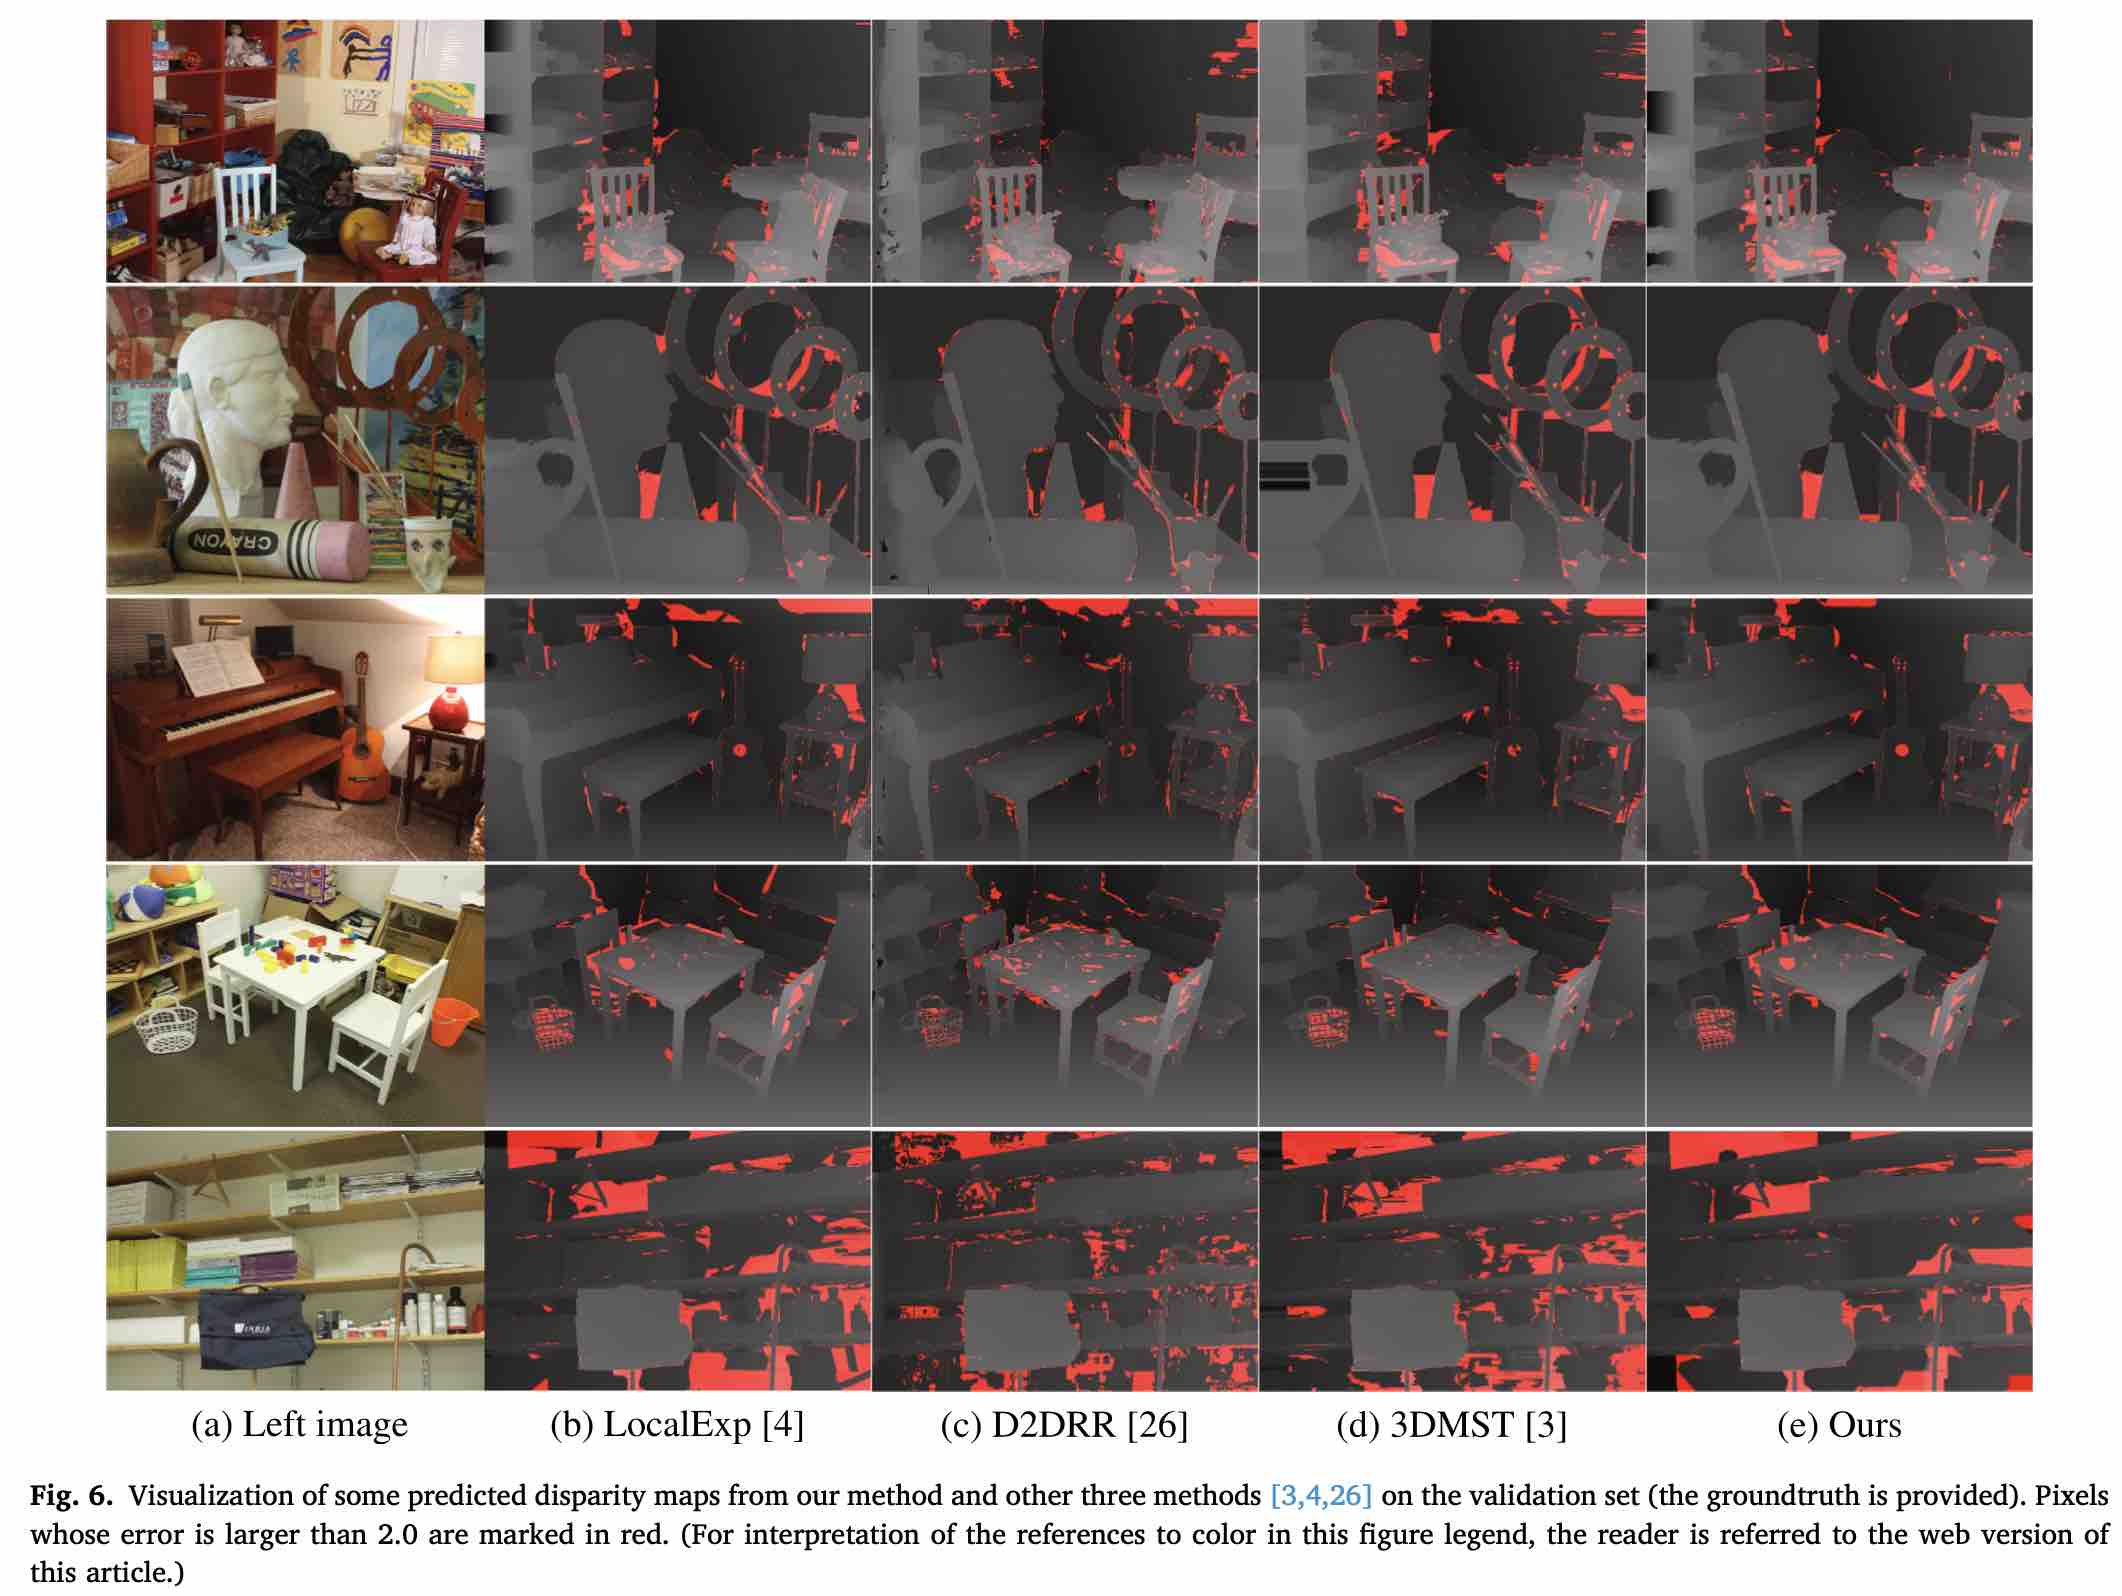 CRAYON
(a) Left image
(b) LocalExp [4]
(c) D2DRR [26]
(d) 3DMST [3]
(e) Ours
Fig. 6. Visualization of some predicted disparity maps from our method and other three methods [3,4,26] on the validation set (the groundtruth is provided). Pixels
whose error is larger than 2.0 are marked in red. (For interpretation of the references to color in this figure legend, the reader is referred to the web version of
this article.)